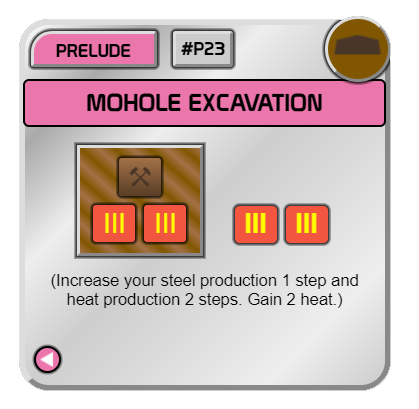 PRELUDE
#P23
MOHOLE EXCAVATION
(Increase your steel production 1 step and
heat production 2 steps. Gain 2 heat.)